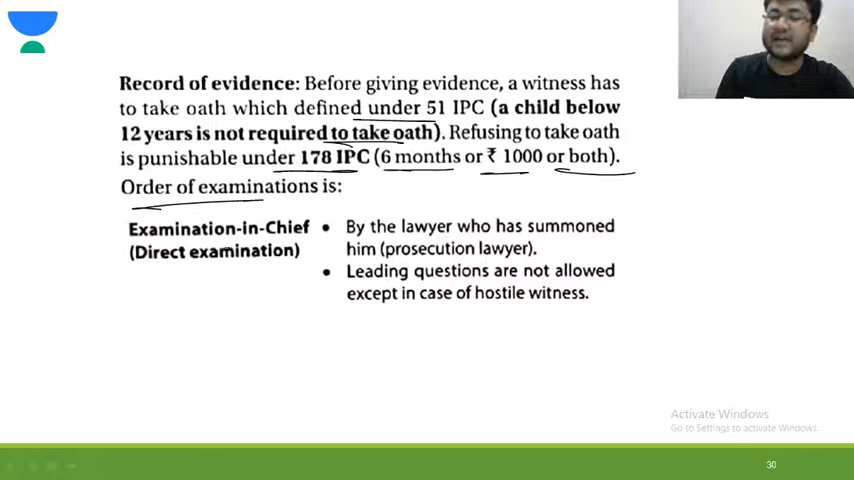 Record of evidence: Before giving evidence, a witness has
to take oath which defined under 51 IPC (a child below
12 years is not required to take oath). Refusing to take oath
is punishable under 178 IPC (6 months or ₹ 1000 or both).
Order of examinations is:
Examination-in-Chief
(Direct examination)
• By the lawyer who has summoned
him (prosecution lawyer).
• Leading questions are not allowed
except in case of hostile witness.
Activate Windows
Go to Settings to activate Windows.
30